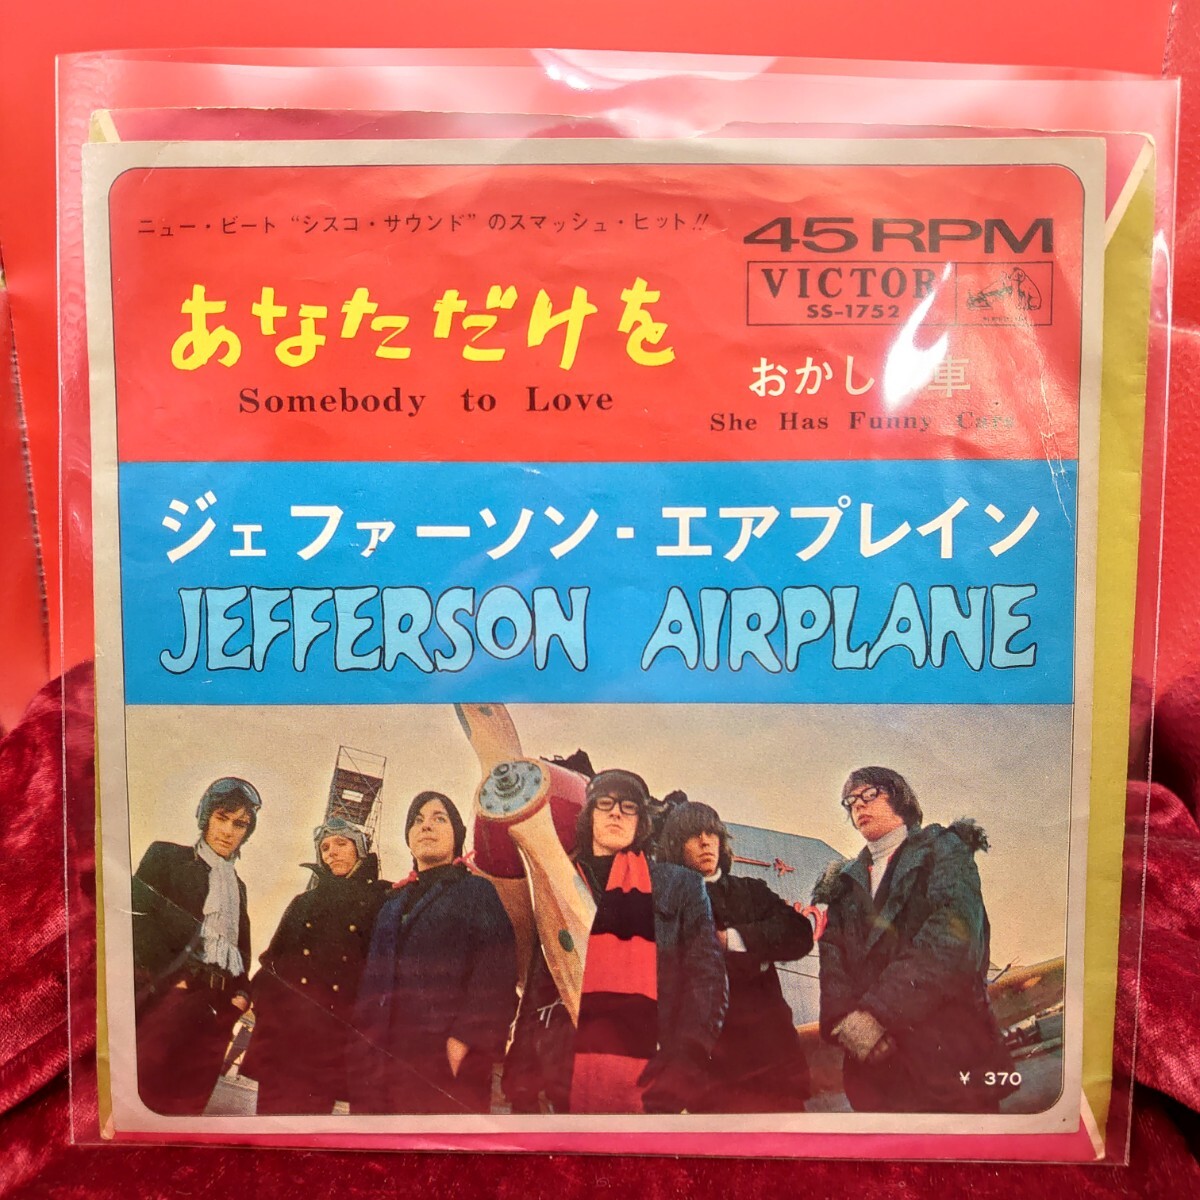 ニュー・ビート “シスコ・サウンド” のスマッシュ・ヒット!!
45 RPM
VICTOR
SS-1752
あなただけを
Somebody to Love
おかし 車
She Has Funny Cars
ジェファーソン・エアプレイン
JEFFERSON AIRPLANE
¥ 370